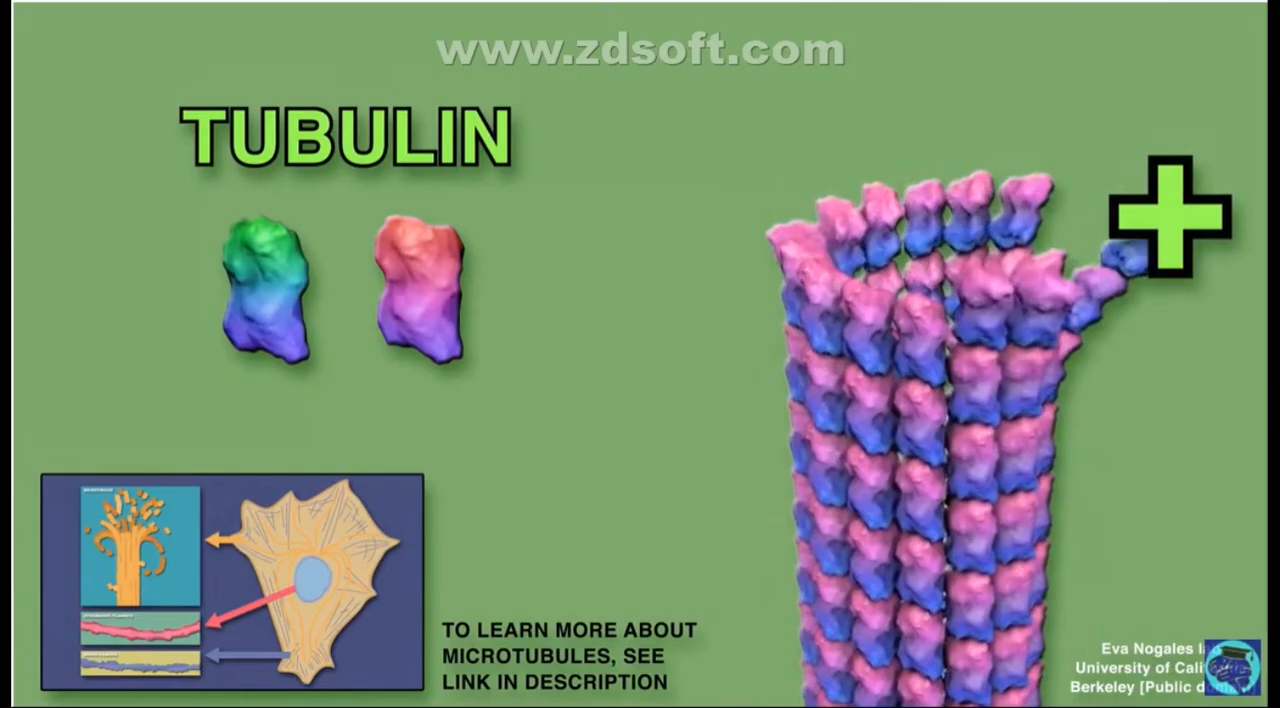 www.zdsoft.com
TUBULIN
TO LEARN MORE ABOUT
MICROTUBULES, SEE
LINK IN DESCRIPTION
Eva Nogales
University of
Berkeley [Public